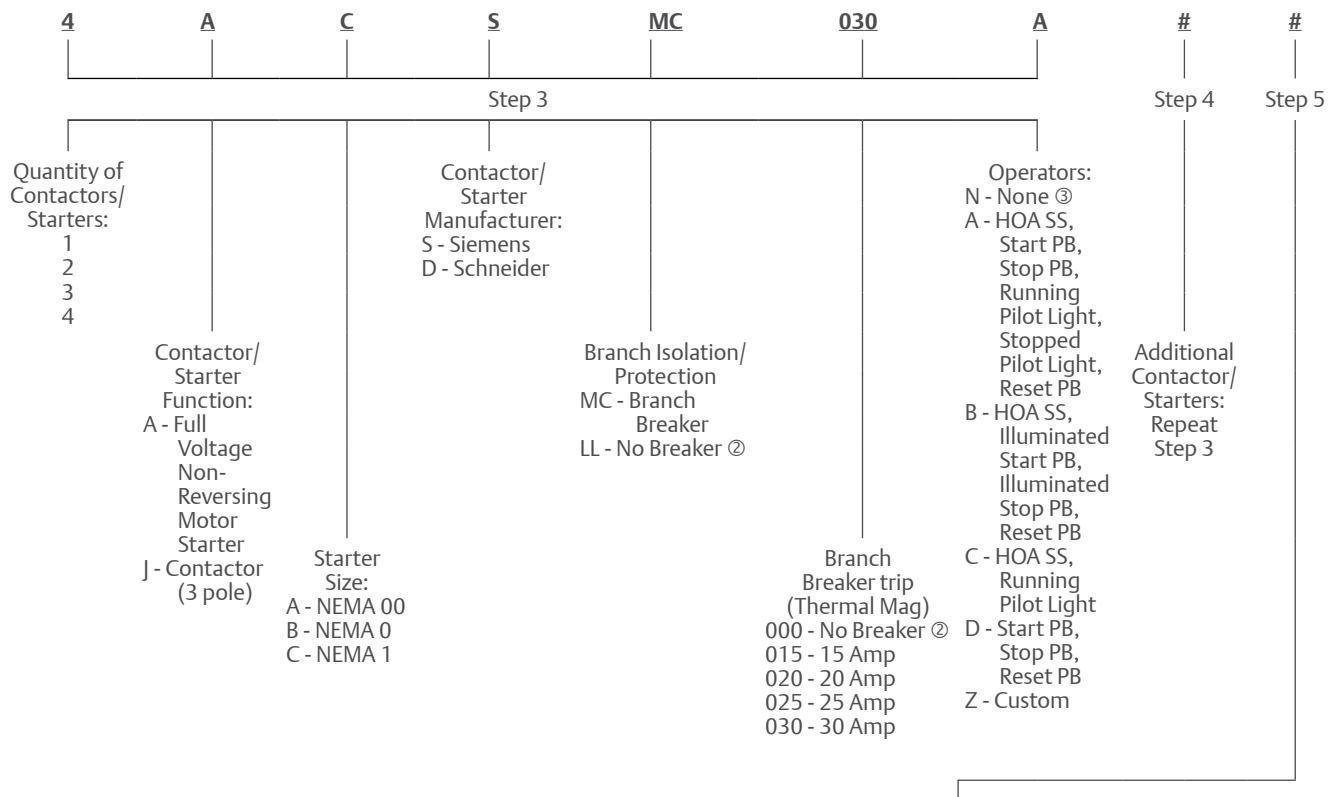 4 A C S MC 030 A # #
Step 3 Step 4 Step 5
Quantity of
Contactors/
Starters:
1
2
3
4
Contactor/
Starter
Function:
A - Full
Voltage
Non-
Reversing
Motor
Starter
J - Contactor
(3 pole)
Starter
Size:
A - NEMA 00
B - NEMA 0
C - NEMA 1
Contactor/
Starter
Manufacturer:
S - Siemens
D - Schneider
Branch Isolation/
Protection
MC - Branch
Breaker
LL - No Breaker ②
Branch
Breaker trip
(Thermal Mag)
000 - No Breaker ②
015 - 15 Amp
020 - 20 Amp
025 - 25 Amp
030 - 30 Amp
Operators:
N - None ③
A - HOA SS,
Start PB,
Stop PB,
Running
Pilot Light,
Stopped
Pilot Light,
Reset PB
B - HOA SS,
Illuminated
Start PB,
Illuminated
Stop PB,
Reset PB
C - HOA SS,
Running
Pilot Light
D - Start PB,
Stop PB,
Reset PB
Z - Custom
Additional
Contactor/
Starters:
Repeat
Step 3